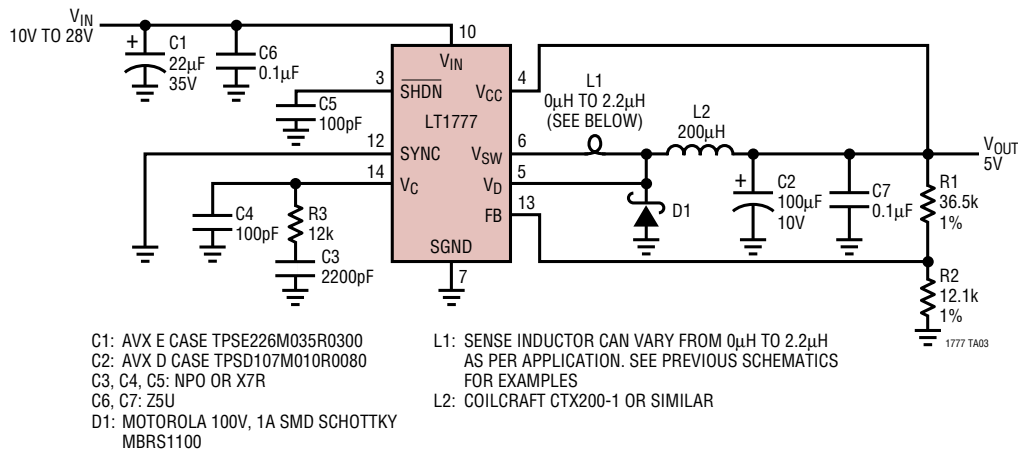 VIN
10V TO 28V
+
C1
22µF
35V
C6
0.1µF
10
VIN
3
SHDN
C5
100pF
LT1777
VCC
4
12
SYNC
VSW
6
14
VC
VD
5
FB
13
SGND
7
C4
100pF
R3
12k
C3
2200pF
L1
0µH TO 2.2µH
(SEE BELOW)
L2
200µH
D1
+
C2
100µF
10V
C7
0.1µF
VOUT
5V
R1
36.5k
1%
R2
12.1k
1%
1777 TA03
C1: AVX E CASE TPSE226M035R0300
C2: AVX D CASE TPSD107M010R0080
C3, C4, C5: NPO OR X7R
C6, C7: Z5U
D1: MOTOROLA 100V, 1A SMD SCHOTTKY
MBRS1100
L1: SENSE INDUCTOR CAN VARY FROM 0µH TO 2.2µH
AS PER APPLICATION. SEE PREVIOUS SCHEMATICS
FOR EXAMPLES
L2: COILCRAFT CTX200-1 OR SIMILAR